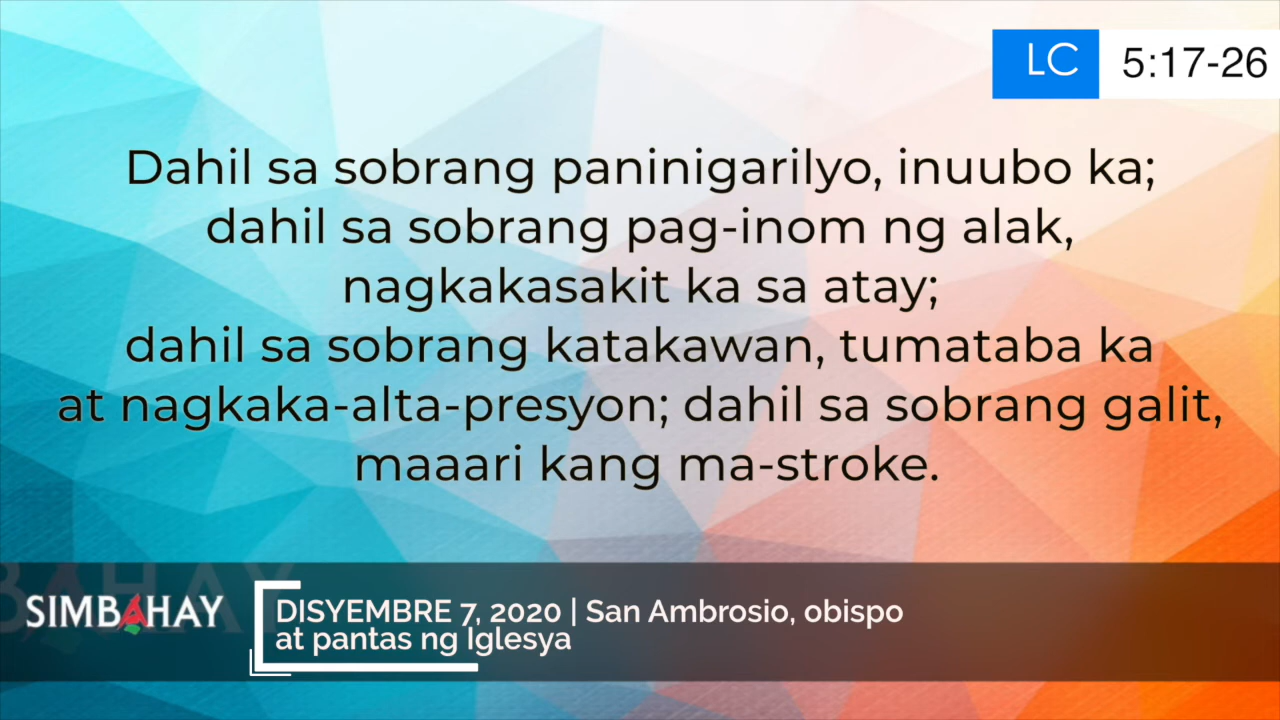 LC 5:17-26
Dahil sa sobrang paninigarilyo, inuubo ka;
dahil sa sobrang pag-inom ng alak,
nagkakasakit ka sa atay;
dahil sa sobrang katakawan, tumataba ka
at nagkaka-alta-presyon; dahil sa sobrang galit,
maaari kang ma-stroke.
SIMBAHAY
DISYEMBRE 7, 2020 | San Ambrosio, obispo
at pantas ng Iglesya